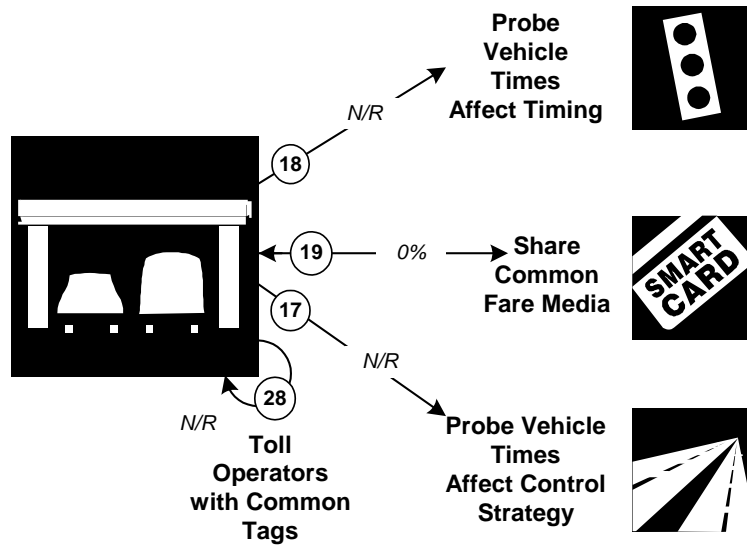 Probe
Vehicle
Times
Affect Timing
N/R
18
19
0%
Share
Common
Fare Media
SMART
CARD
17
N/R
28
N/R
Toll
Operators
with Common
Tags
Probe Vehicle
Times
Affect Control
Strategy